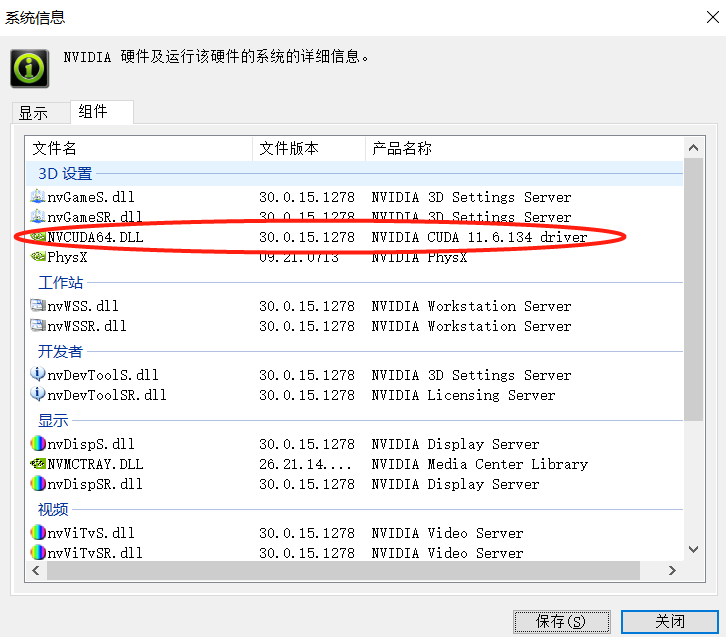 系统信息
NVIDIA 硬件及运行该硬件的系统的详细信息。
显示 组件
文件名 文件版本 产品名称
3D 设置
nvGameS.dll 30.0.15.1278 NVIDIA 3D Settings Server
nvGameSR.dll 30.0.15.1278 NVIDIA 3D Settings Server
NVCUDA64.DLL 30.0.15.1278 NVIDIA CUDA 11.6.134 driver
PhysX 09.21.0713 NVIDIA PhysX
工作站
nvWSS.dll 30.0.15.1278 NVIDIA Workstation Server
nvWSSR.dll 30.0.15.1278 NVIDIA Workstation Server
开发者
nvDevToolS.dll 30.0.15.1278 NVIDIA 3D Settings Server
nvDevToolSR.dll 30.0.15.1278 NVIDIA Licensing Server
显示
nvDispS.dll 30.0.15.1278 NVIDIA Display Server
NVMCTRAY.DLL 26.21.14.... NVIDIA Media Center Library
nvDispSR.dll 30.0.15.1278 NVIDIA Display Server
视频
nvViTvS.dll 30.0.15.1278 NVIDIA Video Server
nvViTvSR.dll 30.0.15.1278 NVIDIA Video Server
保存(S) 关闭